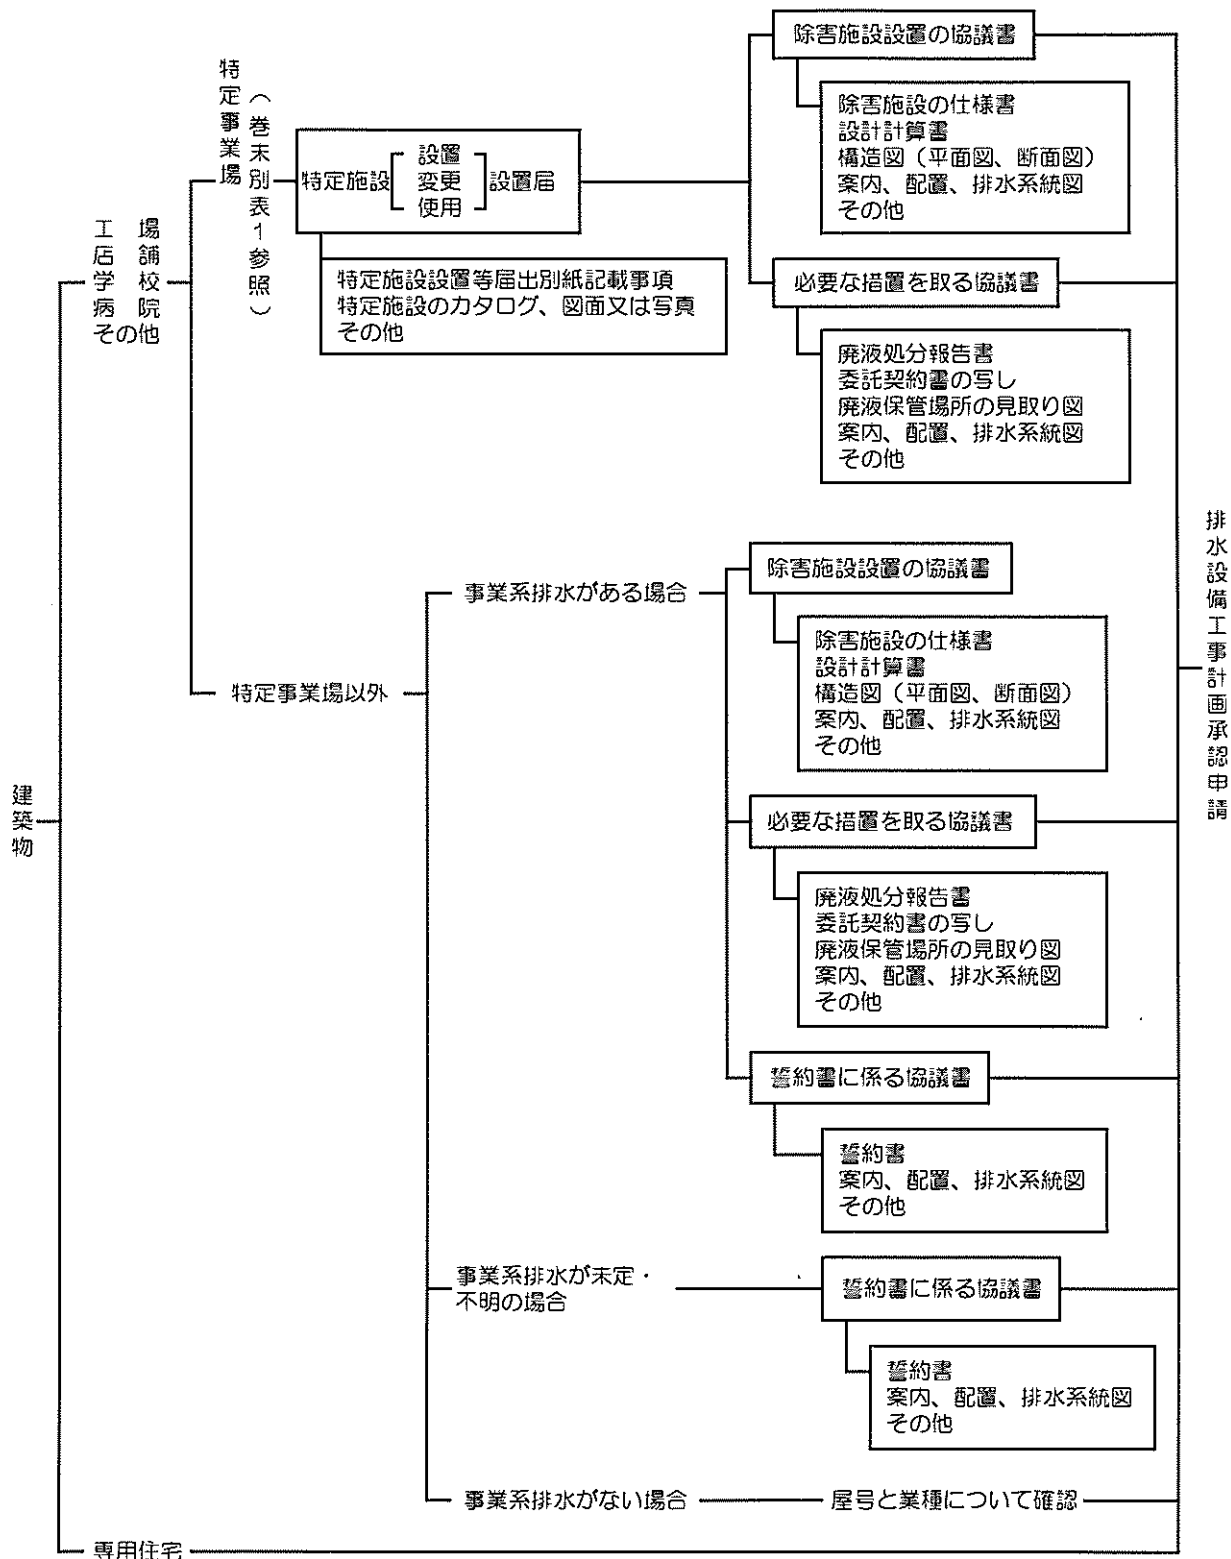 建築物
工場
店舗
学校
病院
その他
特定事業場
（巻末別表1参照）
特定施設 設置 変更 使用 設置届
特定施設設置等届出別紙記載事項
特定施設のカタログ、図面又は写真
その他
除害施設設置の協議書
除害施設の仕様書
設計計算書
構造図（平面図、断面図）
案内、配置、排水系統図
その他
必要な措置を取る協議書
廃液処分報告書
委託契約書の写し
廃液保管場所の見取り図
案内、配置、排水系統図
その他
特定事業場以外
事業系排水がある場合
除害施設設置の協議書
除害施設の仕様書
設計計算書
構造図（平面図、断面図）
案内、配置、排水系統図
その他
必要な措置を取る協議書
廃液処分報告書
委託契約書の写し
廃液保管場所の見取り図
案内、配置、排水系統図
その他
誓約書に係る協議書
誓約書
案内、配置、排水系統図
その他
事業系排水が未定・
不明の場合
誓約書に係る協議書
誓約書
案内、配置、排水系統図
その他
事業系排水がない場合
屋号と業種について確認
専用住宅
排水設備工事計画承認申請